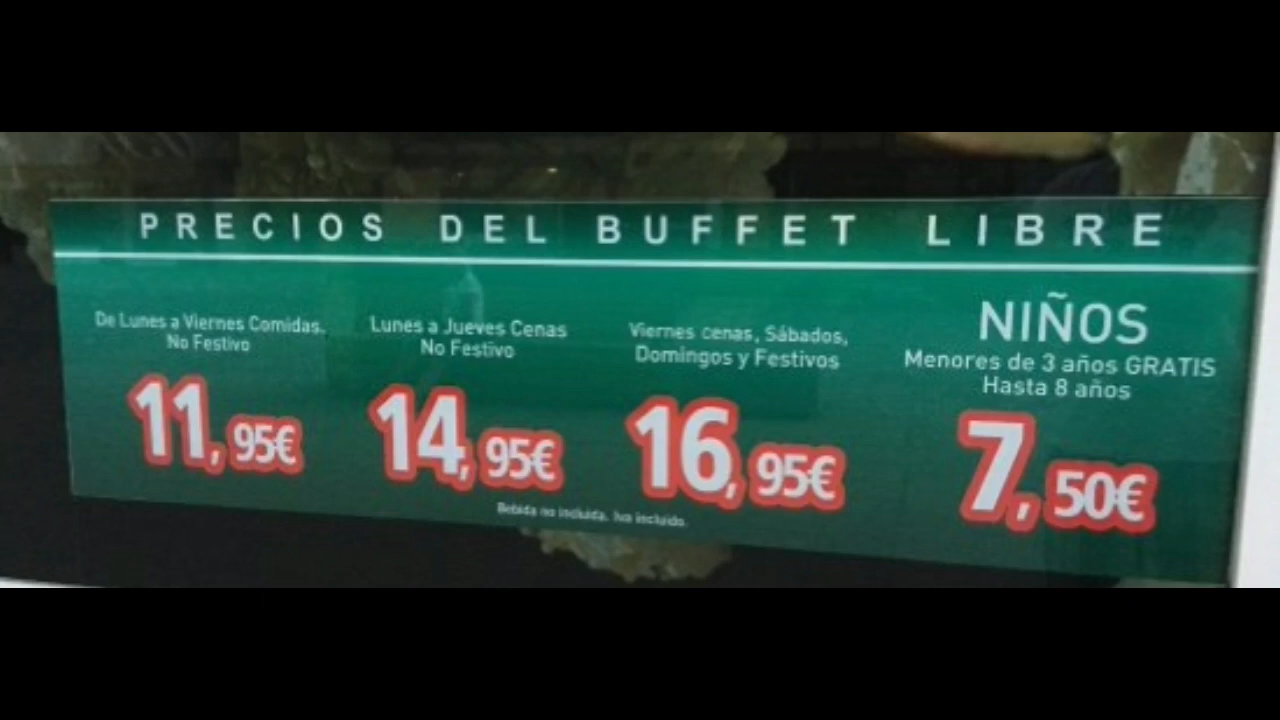 PRECIOS DEL BUFFET LIBRE
De Lunes a Viernes Comidas.
No Festivo
11,95€
Lunes a Jueves Cenas
No Festivo
14,95€
Viernes cenas, Sábados,
Domingos y Festivos
16,95€
NIÑOS
Menores de 3 años GRATIS
Hasta 8 años
7,50€
Bebida no incluida. Iva incluido.